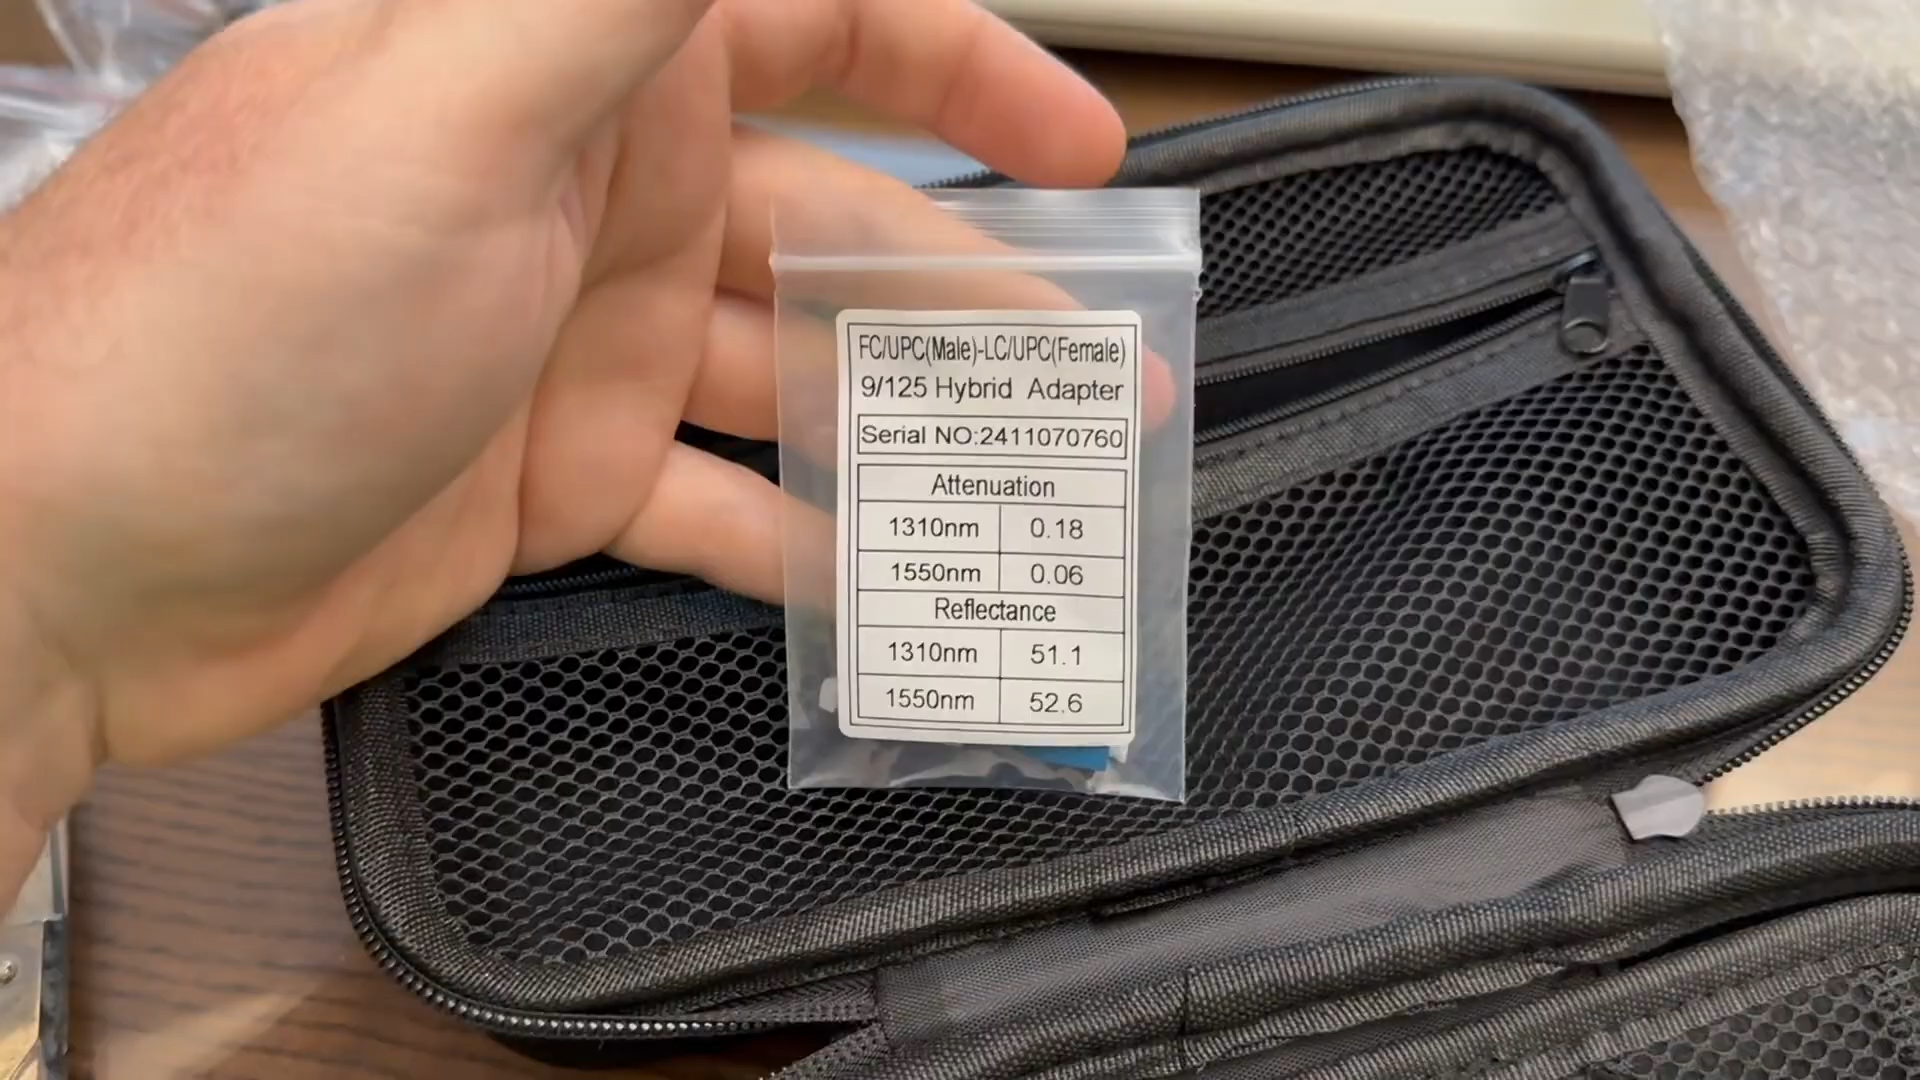 FC/UPC(Male)-LC/UPC(Female)
9/125 Hybrid Adapter
Serial NO:2411070760
Attenuation
1310nm 0.18
1550nm 0.06
Reflectance
1310nm 51.1
1550nm 52.6